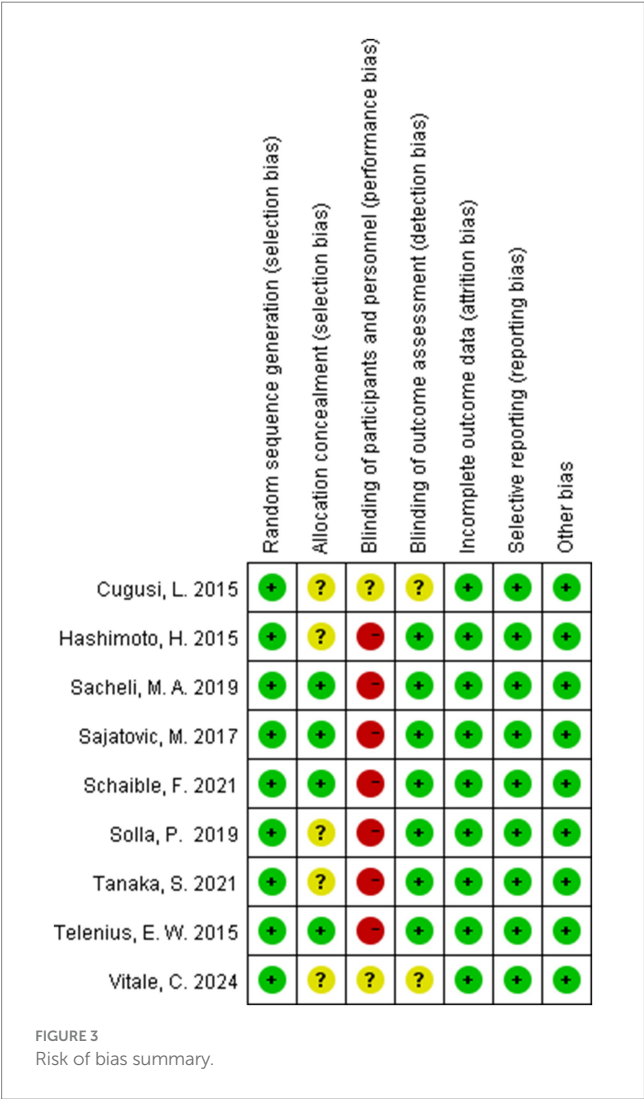 Random sequence generation (selection bias)
Allocation concealment (selection bias)
Blinding of participants and personnel (performance bias)
Blinding of outcome assessment (detection bias)
Incomplete outcome data (attrition bias)
Selective reporting (reporting bias)
Other bias
Cugusi, L. 2015 + ? ? ? + + +
Hashimoto, H. 2015 + ? - + + + +
Sacheli, M. A. 2019 + + - + + + +
Sajatovic, M. 2017 + + - + + + +
Schaible, F. 2021 + + - + + + +
Solla, P. 2019 + ? - + + + +
Tanaka, S. 2021 + ? - + + + +
Telenius, E. W. 2015 + + - + + + +
Vitale, C. 2024 + ? ? ? + + +
FIGURE 3
Risk of bias summary.